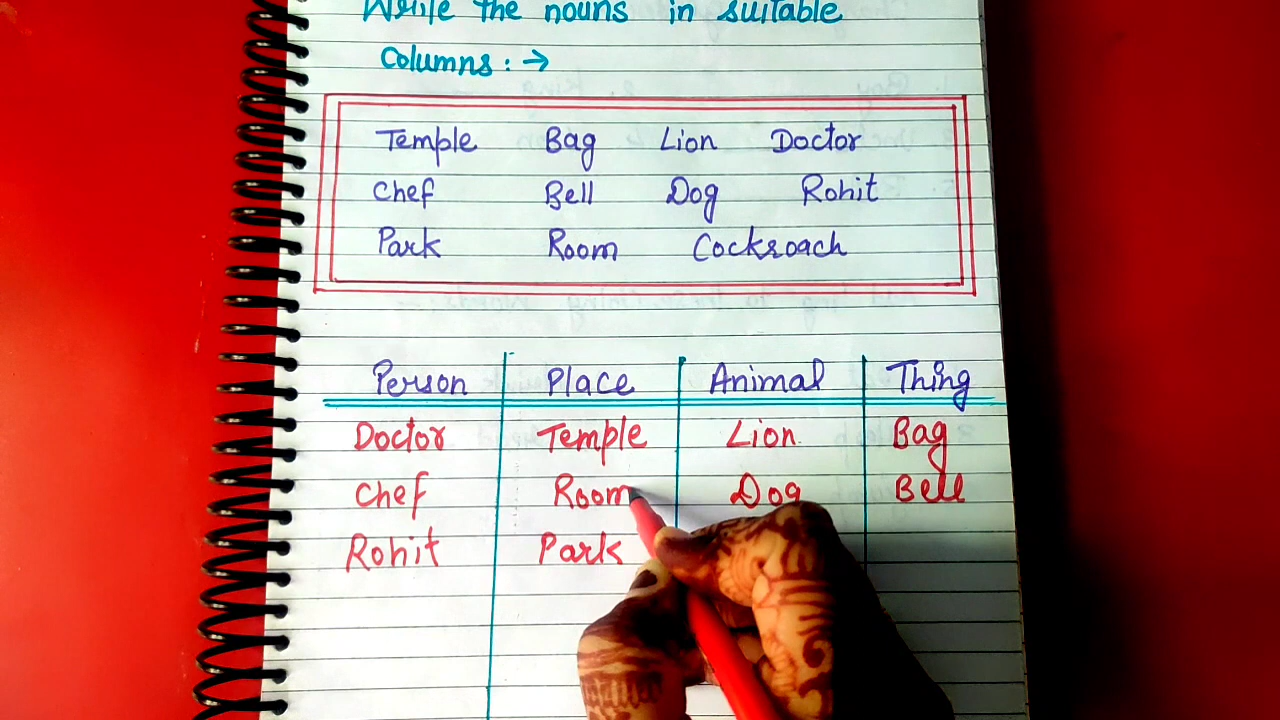 Write the nouns in suitable
Columns : →
Temple Bag Lion Doctor
Chef Bell Dog Rohit
Park Room Cockroach
Person Place Animal Thing
Doctor Temple Lion Bag
Chef Room Dog Bell
Rohit Park